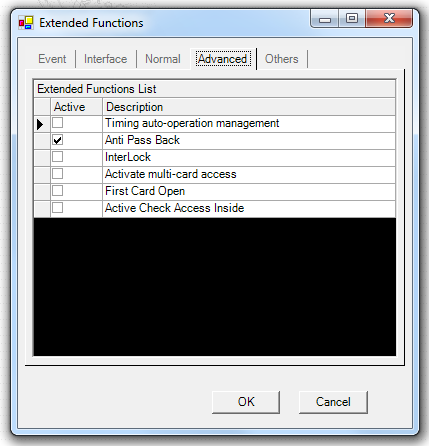 Extended Functions
Event Interface Normal Advanced Others
Extended Functions List
Active Description
Timing auto-operation management
Anti Pass Back
InterLock
Activate multi-card access
First Card Open
Active Check Access Inside
OK Cancel